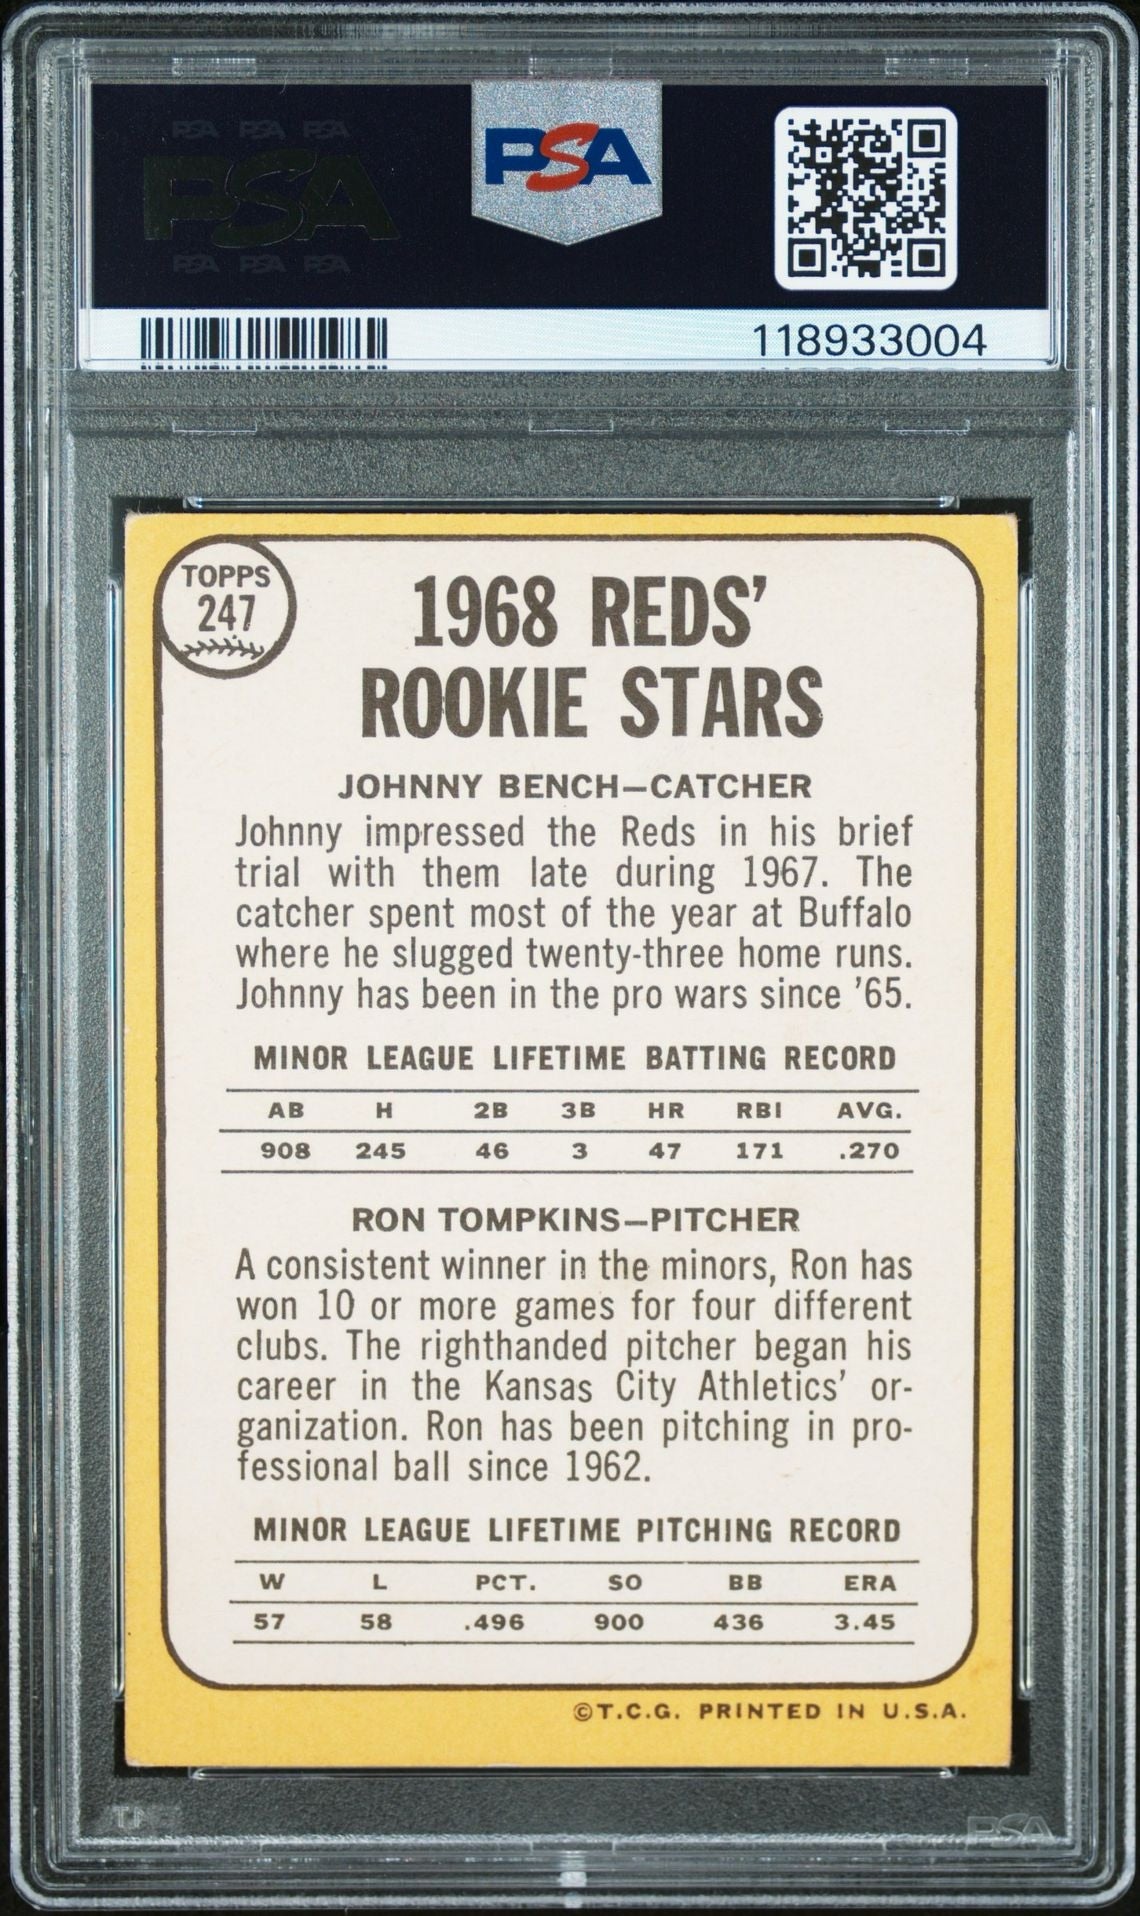 PSA PSA PSA
PSA
PSA PSA PSA
PSA
118933004
TOPPS
247
1968 REDS'
ROOKIE STARS
JOHNNY BENCH—CATCHER
Johnny impressed the Reds in his brief
trial with them late during 1967. The
catcher spent most of the year at Buffalo
where he slugged twenty-three home runs.
Johnny has been in the pro wars since '65.
MINOR LEAGUE LIFETIME BATTING RECORD
AB H 2B 3B HR RBI AVG.
908 245 46 3 47 171 .270
RON TOMPKINS—PITCHER
A consistent winner in the minors, Ron has
won 10 or more games for four different
clubs. The righthanded pitcher began his
career in the Kansas City Athletics' or-
ganization. Ron has been pitching in pro-
fessional ball since 1962.
MINOR LEAGUE LIFETIME PITCHING RECORD
W L PCT. SO BB ERA
57 58 .496 900 436 3.45
©T.C.G. PRINTED IN U.S.A.
PSA